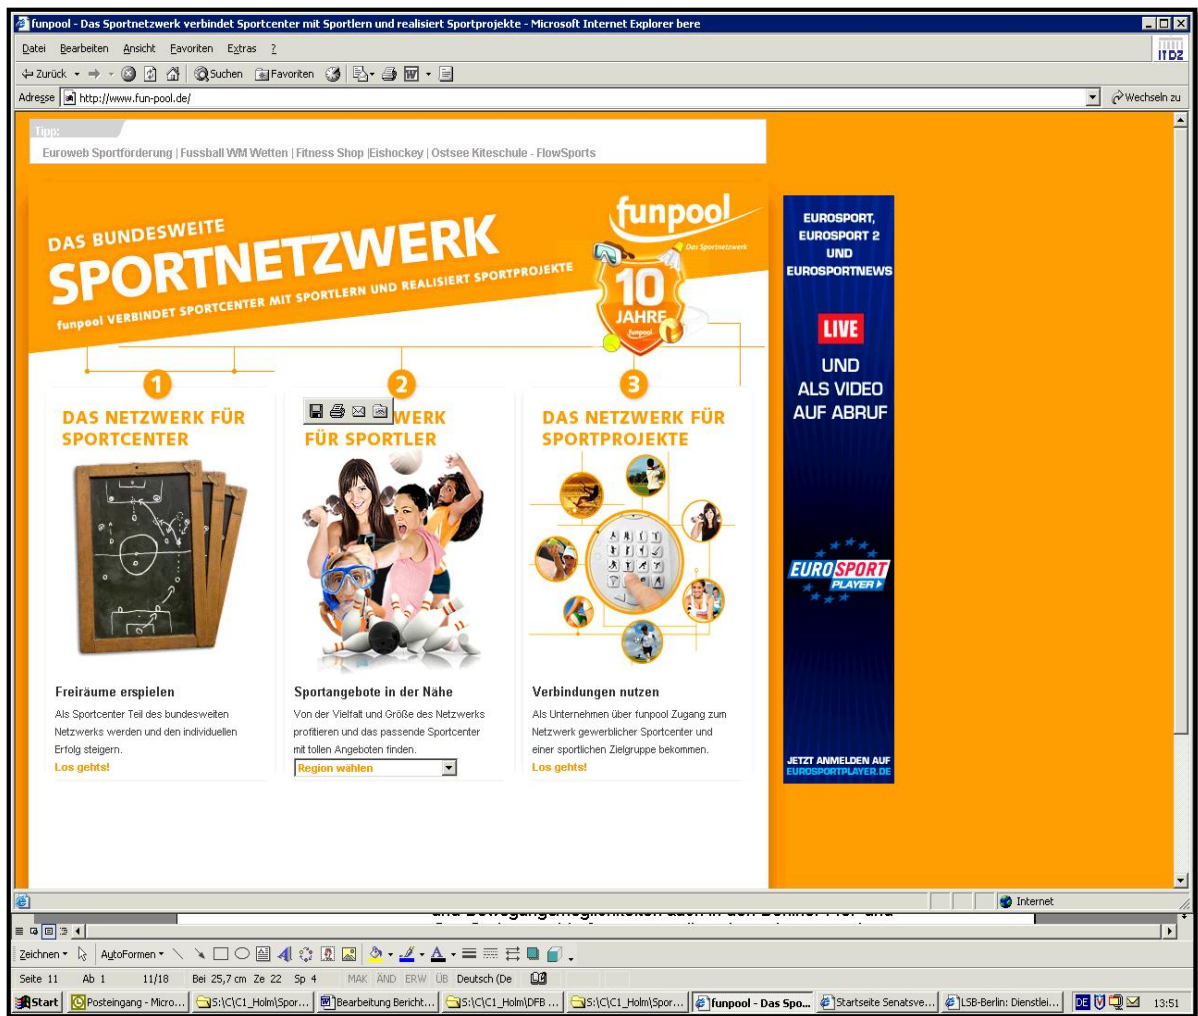 funpool - Das Sportnetzwerk verbindet Sportcenter mit Sportlern und realisiert Sportprojekte - Microsoft Internet Explorer bere
Datei Bearbeiten Ansicht Favoriten Extras ?
IT DZ
Zurück Suchen Favoriten
Adresse http://www.fun-pool.de/ Wechseln zu
Tipp:
Euroweb Sportförderung | Fussball WM Wetten | Fitness Shop |Eishockey | Ostsee Kiteschule - FlowSports
funpool
Das Sportnetzwerk
DAS BUNDESWEITE
SPORTNETZWERK
funpool VERBINDET SPORTCENTER MIT SPORTLERN UND REALISIERT SPORTPROJEKTE
10
JAHRE
funpool
1
DAS NETZWERK FÜR
SPORTCENTER
Freiräume erspielen
Als Sportcenter Teil des bundesweiten
Netzwerks werden und den individuellen
Erfolg steigern.
Los gehts!
2
WERK
FÜR SPORTLER
Sportangebote in der Nähe
Von der Vielfalt und Größe des Netzwerks
profitieren und das passende Sportcenter
mit tollen Angeboten finden.
Region wählen
3
DAS NETZWERK FÜR
SPORTPROJEKTE
Verbindungen nutzen
Als Unternehmen über funpool Zugang zum
Netzwerk gewerblicher Sportcenter und
einer sportlichen Zielgruppe bekommen.
Los gehts!
EUROSPORT,
EUROSPORT 2
UND
EUROSPORTNEWS
LIVE
UND
ALS VIDEO
AUF ABRUF
EUROSPORT
PLAYER
JETZT ANMELDEN AUF
EUROSPORTPLAYER.DE
Internet
Zeichnen AutoFormen
Seite 11 Ab 1 11/18 Bei 25,7 cm Ze 22 Sp 4 MAK ÄND ERW ÜB Deutsch (De
Start Posteingang - Micro... S:\C\C1_Holm\Spor... Bearbeitung Bericht... S:\C\C1_Holm\DFB ... S:\C\C1_Holm\Spor... funpool - Das Spo... Startseite Senatsve... LSB-Berlin: Dienstlei... DE 13:51